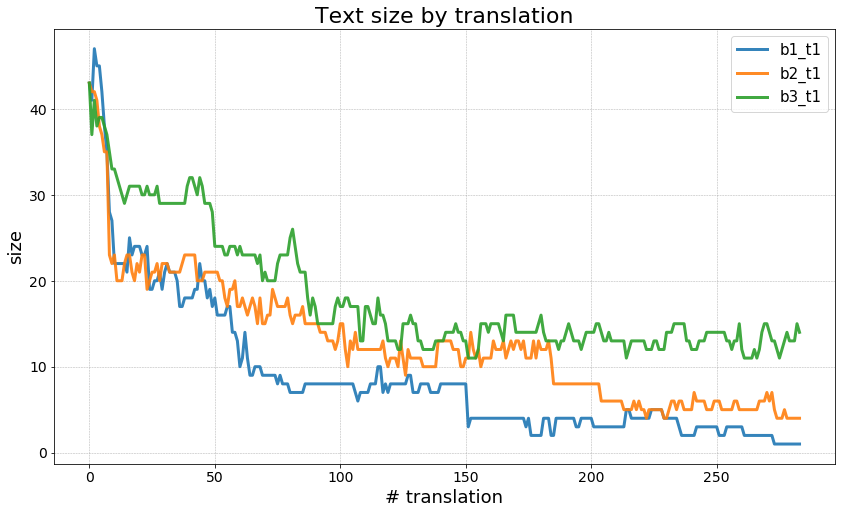 Text size by translation
b1_t1
b2_t1
b3_t1
size
40
30
20
10
0
0 50 100 150 200 250
# translation